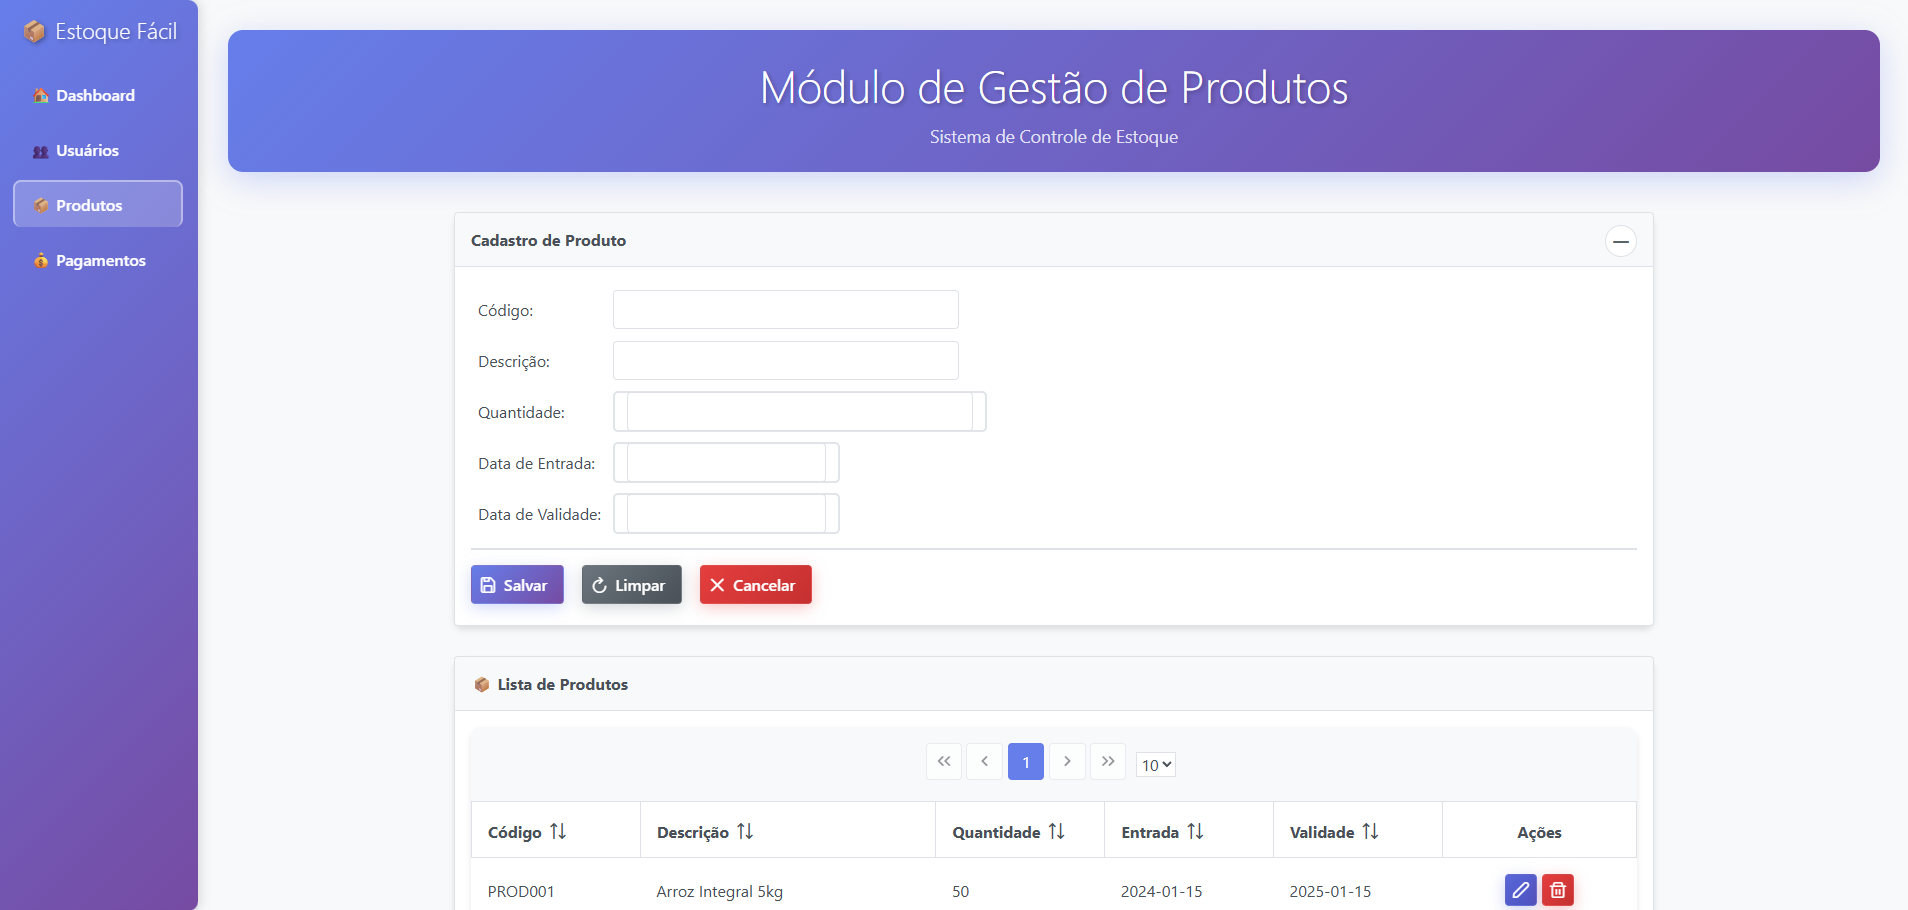 Estoque Fácil
Dashboard
Usuários
Produtos
Pagamentos
Módulo de Gestão de Produtos
Sistema de Controle de Estoque
Cadastro de Produto
Código:
Descrição:
Quantidade:
Data de Entrada:
Data de Validade:
Salvar Limpar Cancelar
Lista de Produtos
1 10
Código Descrição Quantidade Entrada Validade Ações
PROD001 Arroz Integral 5kg 50 2024-01-15 2025-01-15